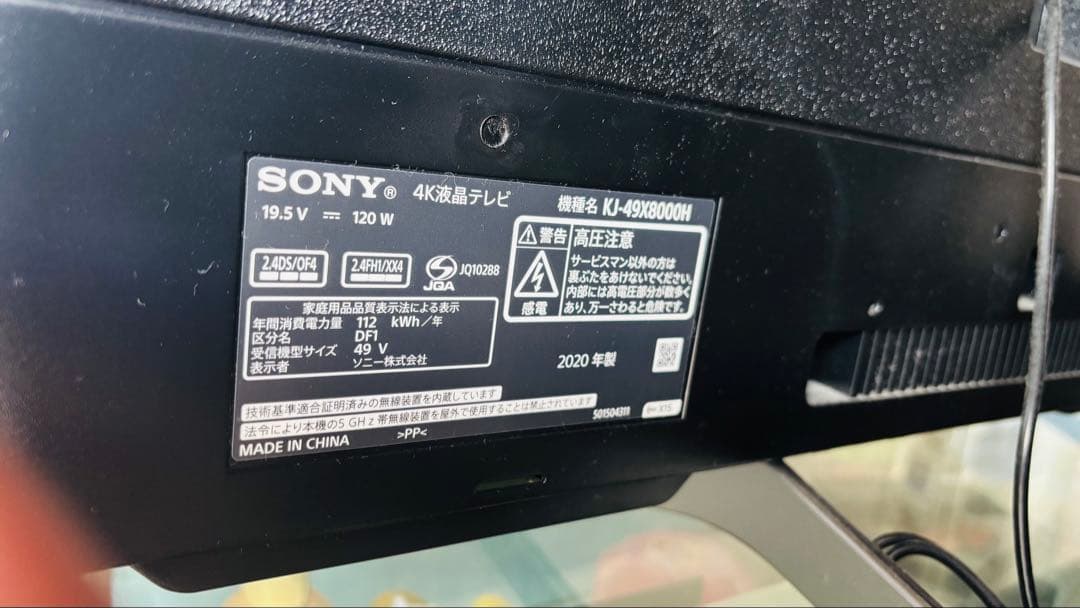 SONY® 4K液晶テレビ 機種名 KJ-49X8000H
19.5 V ⎓ 120 W
2.4DS/OF4
2.4FH1/XX4
JQA
JQ102B8
⚠警告 高圧注意
サービスマン以外の方は
裏ぶたをあけないでください。
内部には高電圧部分が数多く
あり、万一さわると危険です。
感電
家庭用品品質表示法による表示
年間消費電力量 112 kWh/年
区分名 DF1
受信機型サイズ 49 V
表示者 ソニー株式会社
2020 年製
技術基準適合証明済みの無線装置を内蔵しています
法令により本機の5 GHz帯無線装置を屋外で使用することは禁止されています
501504311
MADE IN CHINA >PP<